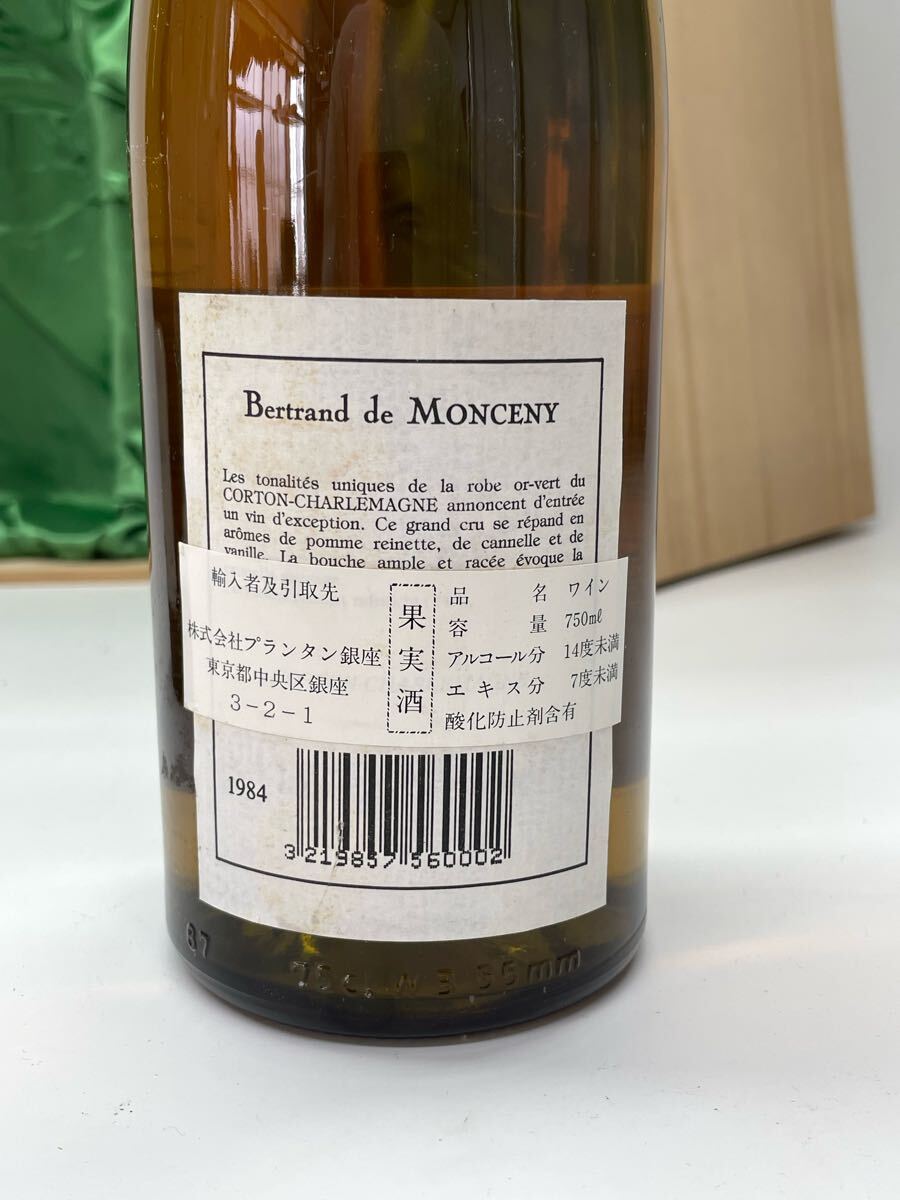 Bertrand de MONCENY
Les tonalités uniques de la robe or-vert du
CORTON-CHARLEMAGNE annoncent d'entrée
un vin d'exception. Ce grand cru se répand en
arômes de pomme reinette, de cannelle et de
vanille. La bouche ample et racée évoque la
輸入者及引取先
株式会社プランタン銀座
東京都中央区銀座
3-2-1
果実酒
品名 ワイン
容量 750mℓ
アルコール分 14度未満
エキス分 7度未満
酸化防止剤含有
1984
3 219857 560002
87 75c. W 3 55mm